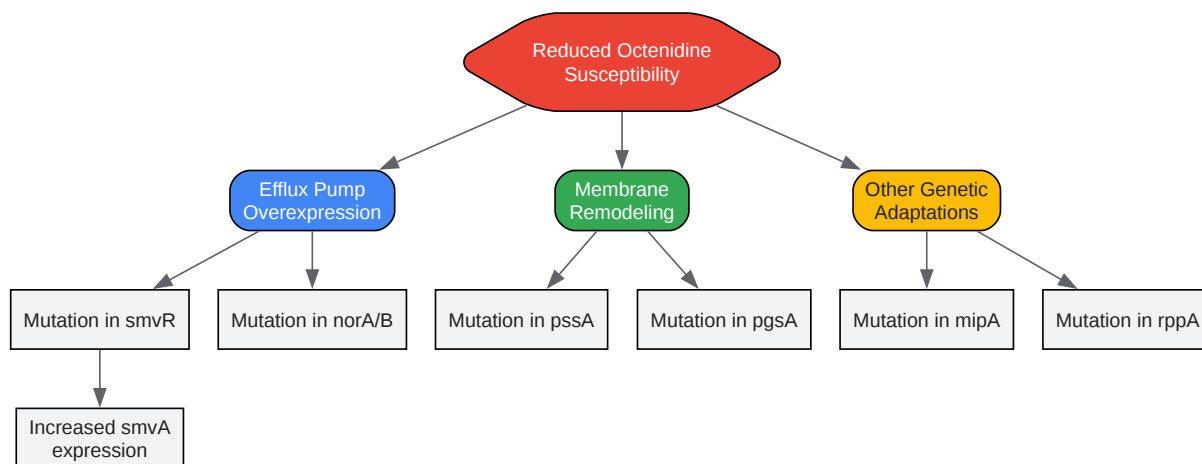 Reduced Octenidine
Susceptibility
Efflux Pump
Overexpression
Membrane
Remodeling
Other Genetic
Adaptations
Mutation in smvR
Mutation in norA/B
Mutation in pssA
Mutation in pgsA
Mutation in mipA
Mutation in rppA
Increased smvA
expression